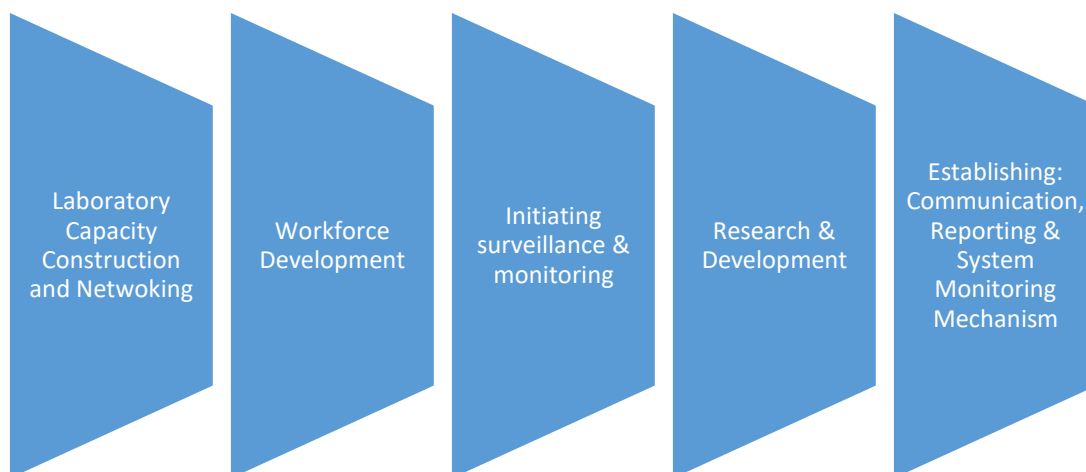 Laboratory
Capacity
Construction
and Netwoking
Workforce
Development
Initiating
surveillance &
monitoring
Research &
Development
Establishing:
Communication,
Reporting &
System
Monitoring
Mechanism